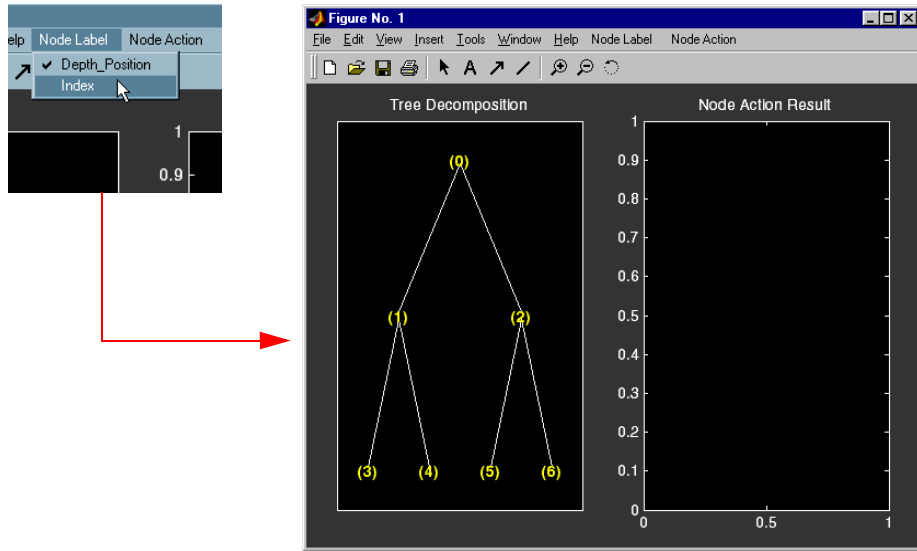 elp Node Label Node Action
✓ Depth_Position
Index
1
0.9
Figure No. 1
File Edit View Insert Tools Window Help Node Label Node Action
A
Tree Decomposition
(0)
(1) (2)
(3) (4) (5) (6)
Node Action Result
1
0.9
0.8
0.7
0.6
0.5
0.4
0.3
0.2
0.1
0
0 0.5 1